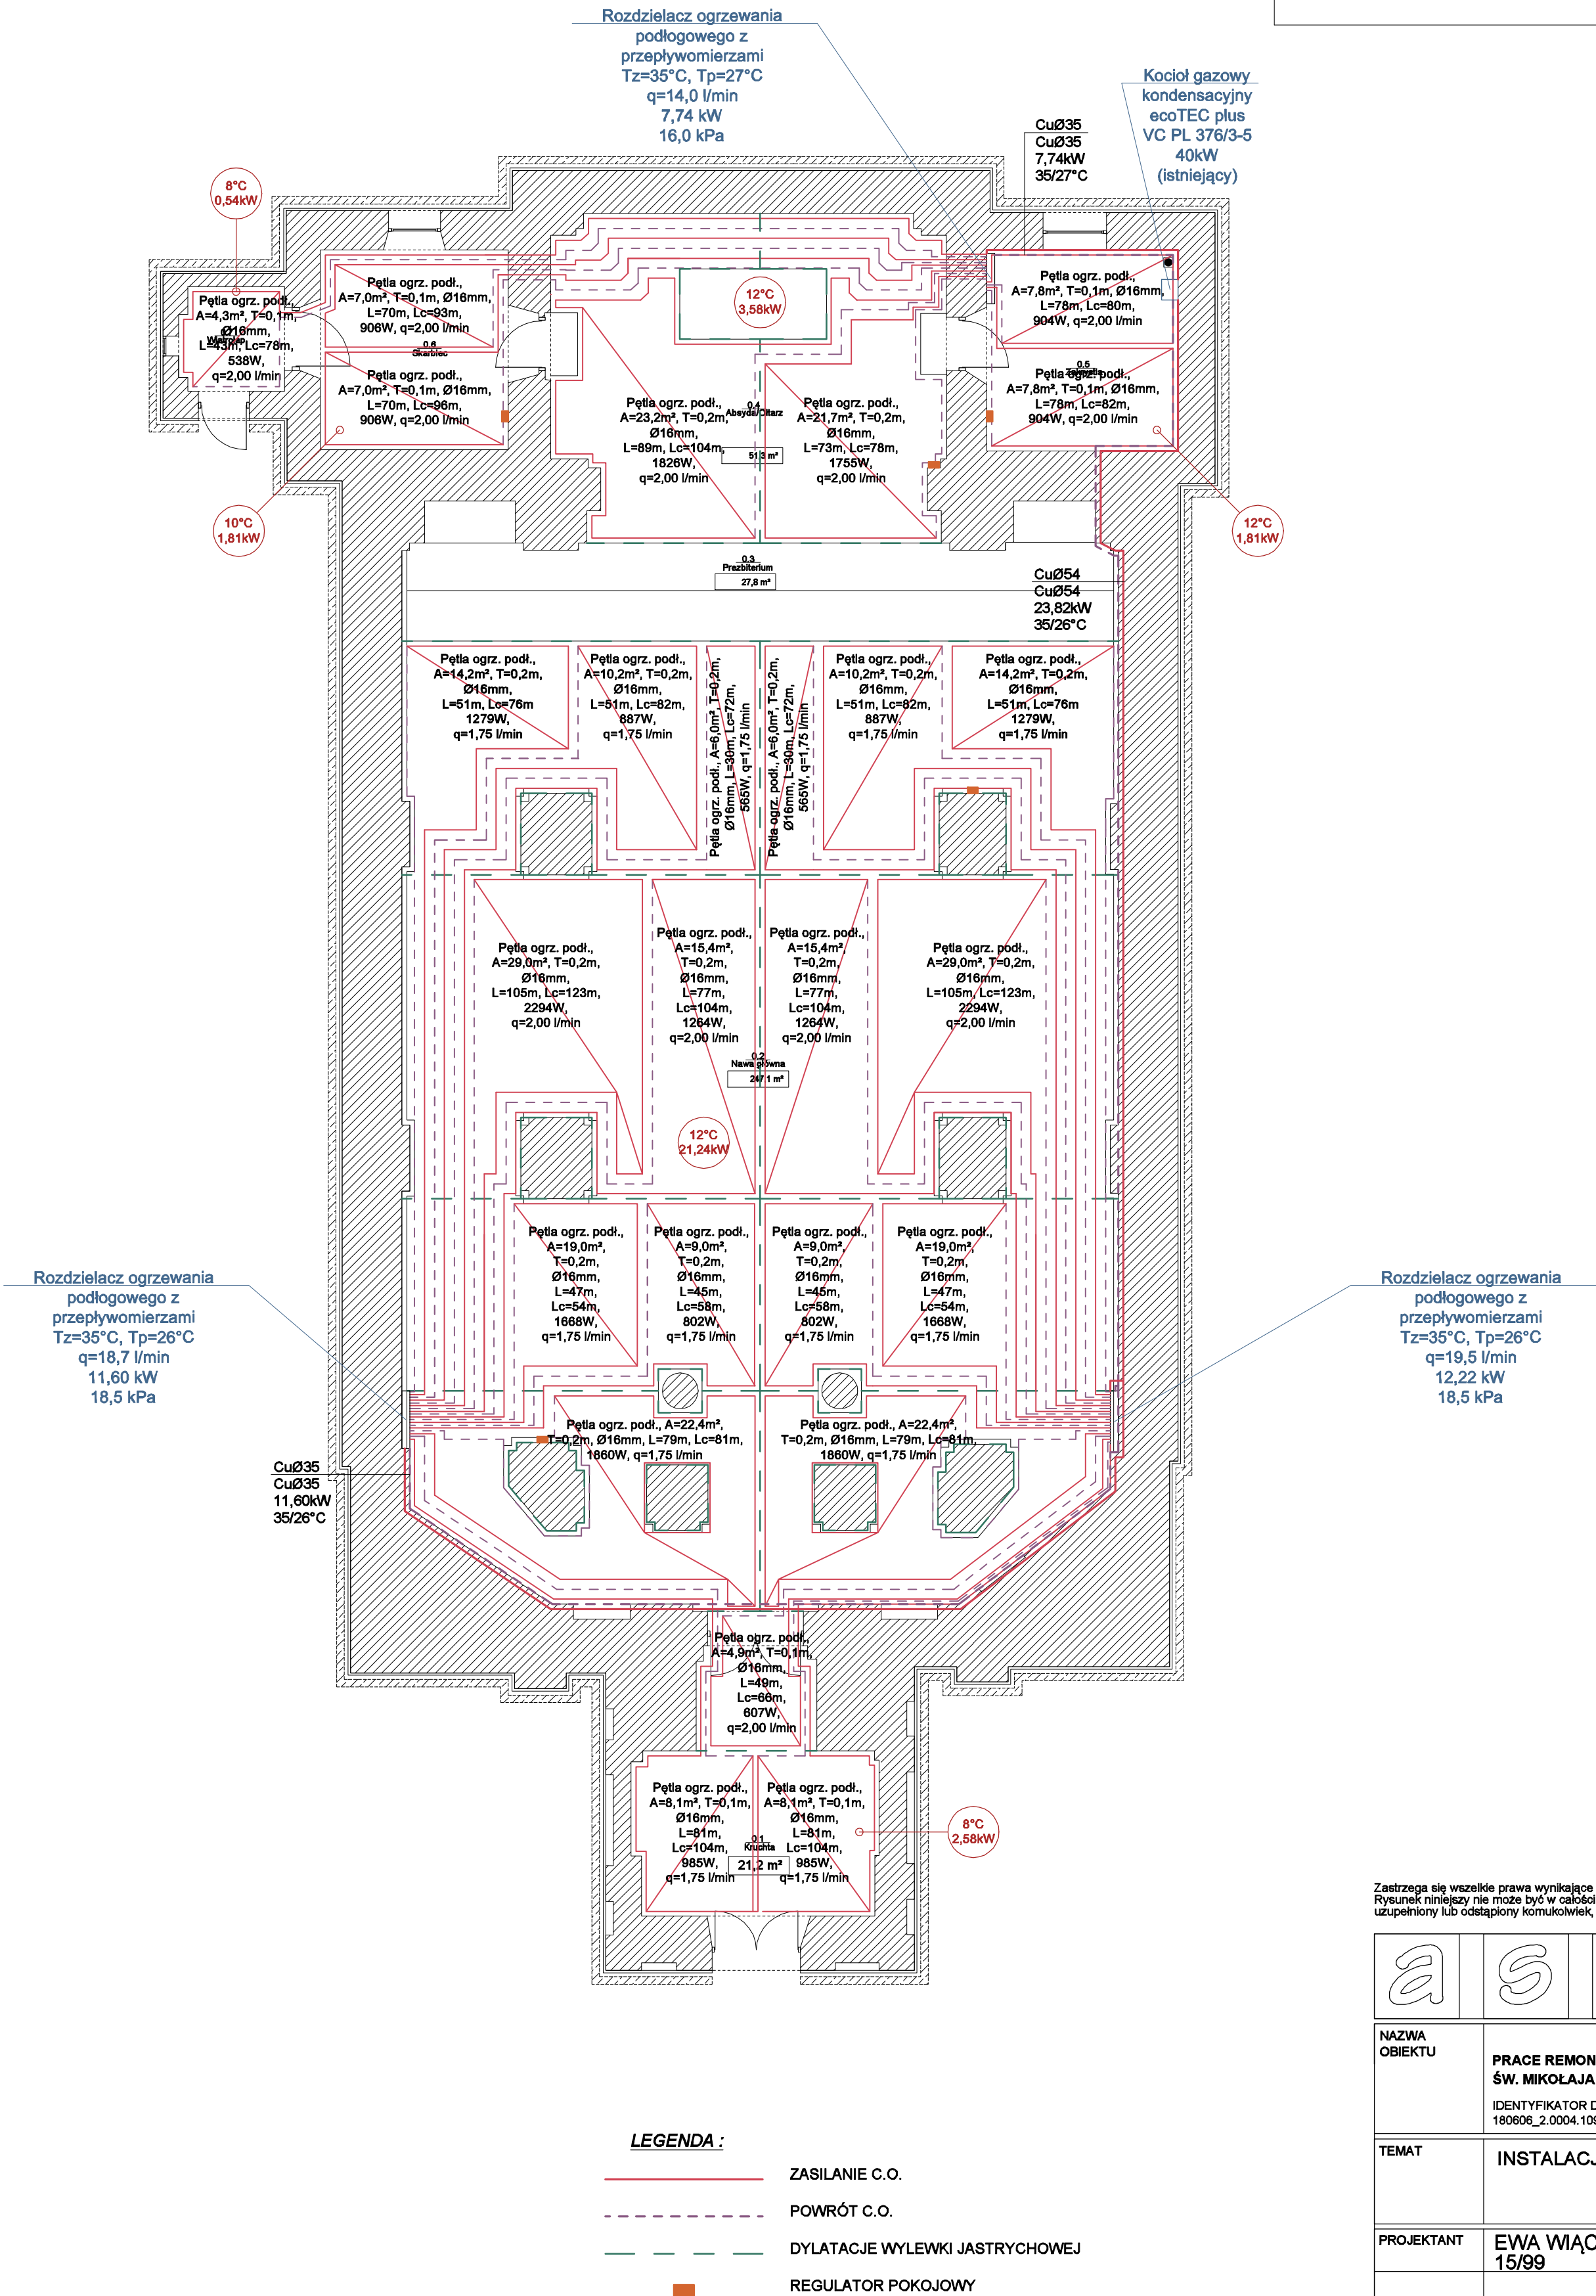 Rozdzielacz ogrzewania
podłogowego z
przepływomierzami
Tz=35°C, Tp=27°C
q=14,0 l/min
7,74 kW
16,0 kPa
Kocioł gazowy
kondensacyjny
ecoTEC plus
VC PL 376/3-5
40kW
(istniejący)
CuØ35
CuØ35
7,74kW
35/27°C
8°C
0,54kW
Pętla ogrz. podł.,
A=4,3m², T=0,1m,
Ø16mm,
L=43m, Lc=78m,
538W,
q=2,00 l/min
Pętla ogrz. podł.,
A=7,0m², T=0,1m, Ø16mm,
L=70m, Lc=93m,
906W, q=2,00 l/min
0.6
Skarbiec
Pętla ogrz. podł.,
A=7,0m², T=0,1m, Ø16mm,
L=70m, Lc=96m,
906W, q=2,00 l/min
12°C
3,58kW
Pętla ogrz. podł.,
A=7,8m², T=0,1m, Ø16mm,
L=78m, Lc=80m,
904W, q=2,00 l/min
0.5
Pętla ogrz. podł.,
A=7,8m², T=0,1m, Ø16mm,
L=78m, Lc=82m,
904W, q=2,00 l/min
Pętla ogrz. podł.,
A=23,2m², T=0,2m,
Ø16mm,
L=89m, Lc=104m,
1826W,
q=2,00 l/min
0.4
Absyda/Ołtarz
51,3 m²
Pętla ogrz. podł.,
A=21,7m², T=0,2m,
Ø16mm,
L=73m, Lc=78m,
1755W,
q=2,00 l/min
10°C
1,81kW
12°C
1,81kW
0.3
Prezbiterium
27,8 m²
CuØ54
CuØ54
23,82kW
35/26°C
Pętla ogrz. podł.,
A=14,2m², T=0,2m,
Ø16mm,
L=51m, Lc=76m
1279W,
q=1,75 l/min
Pętla ogrz. podł.,
A=10,2m², T=0,2m,
Ø16mm,
L=51m, Lc=82m,
887W,
q=1,75 l/min
Pętla ogrz. podł., A=6,0m², T=0,2m,
Ø16mm, L=30m, Lc=72m,
565W, q=1,75 l/min
Pętla ogrz. podł., A=6,0m², T=0,2m,
Ø16mm, L=30m, Lc=72m,
565W, q=1,75 l/min
Pętla ogrz. podł.,
A=10,2m², T=0,2m,
Ø16mm,
L=51m, Lc=82m,
887W,
q=1,75 l/min
Pętla ogrz. podł.,
A=14,2m², T=0,2m,
Ø16mm,
L=51m, Lc=76m
1279W,
q=1,75 l/min
Pętla ogrz. podł.,
A=29,0m², T=0,2m,
Ø16mm,
L=105m, Lc=123m,
2294W,
q=2,00 l/min
Pętla ogrz. podł.,
A=15,4m²,
T=0,2m,
Ø16mm,
L=77m,
Lc=104m,
1264W,
q=2,00 l/min
Pętla ogrz. podł.,
A=15,4m²,
T=0,2m,
Ø16mm,
L=77m,
Lc=104m,
1264W,
q=2,00 l/min
Pętla ogrz. podł.,
A=29,0m², T=0,2m,
Ø16mm,
L=105m, Lc=123m,
2294W,
q=2,00 l/min
0.2
Nawa główna
247,1 m²
12°C
21,24kW
Pętla ogrz. podł.,
A=19,0m²,
T=0,2m,
Ø16mm,
L=47m,
Lc=54m,
1668W,
q=1,75 l/min
Pętla ogrz. podł.,
A=9,0m²,
T=0,2m,
Ø16mm,
L=45m,
Lc=58m,
802W,
q=1,75 l/min
Pętla ogrz. podł.,
A=9,0m²,
T=0,2m,
Ø16mm,
L=45m,
Lc=58m,
802W,
q=1,75 l/min
Pętla ogrz. podł.,
A=19,0m²,
T=0,2m,
Ø16mm,
L=47m,
Lc=54m,
1668W,
q=1,75 l/min
Rozdzielacz ogrzewania
podłogowego z
przepływomierzami
Tz=35°C, Tp=26°C
q=18,7 l/min
11,60 kW
18,5 kPa
Rozdzielacz ogrzewania
podłogowego z
przepływomierzami
Tz=35°C, Tp=26°C
q=19,5 l/min
12,22 kW
18,5 kPa
Pętla ogrz. podł., A=22,4m²,
T=0,2m, Ø16mm, L=79m, Lc=81m,
1860W, q=1,75 l/min
Pętla ogrz. podł., A=22,4m²,
T=0,2m, Ø16mm, L=79m, Lc=81m,
1860W, q=1,75 l/min
CuØ35
CuØ35
11,60kW
35/26°C
Pętla ogrz. podł.,
A=4,9m², T=0,1m,
Ø16mm,
L=49m,
Lc=66m,
607W,
q=2,00 l/min
Pętla ogrz. podł.,
A=8,1m², T=0,1m,
Ø16mm,
L=81m,
Lc=104m,
985W,
q=1,75 l/min
Pętla ogrz. podł.,
A=8,1m², T=0,1m,
Ø16mm,
L=81m,
Lc=104m,
985W,
q=1,75 l/min
0.1
Kruchta
21,2 m²
8°C
2,58kW
Zastrzega się wszelkie prawa wynikające
Rysunek niniejszy nie może być w całości
uzupełniony lub odstąpiony komukolwiek,
a s
NAZWA
OBIEKTU
PRACE REMON
ŚW. MIKOŁAJA
IDENTYFIKATOR D
180606_2.0004.109
TEMAT
INSTALACJ
PROJEKTANT
EWA WIĄC
15/99
LEGENDA :
ZASILANIE C.O.
POWRÓT C.O.
DYLATACJE WYLEWKI JASTRYCHOWEJ
REGULATOR POKOJOWY